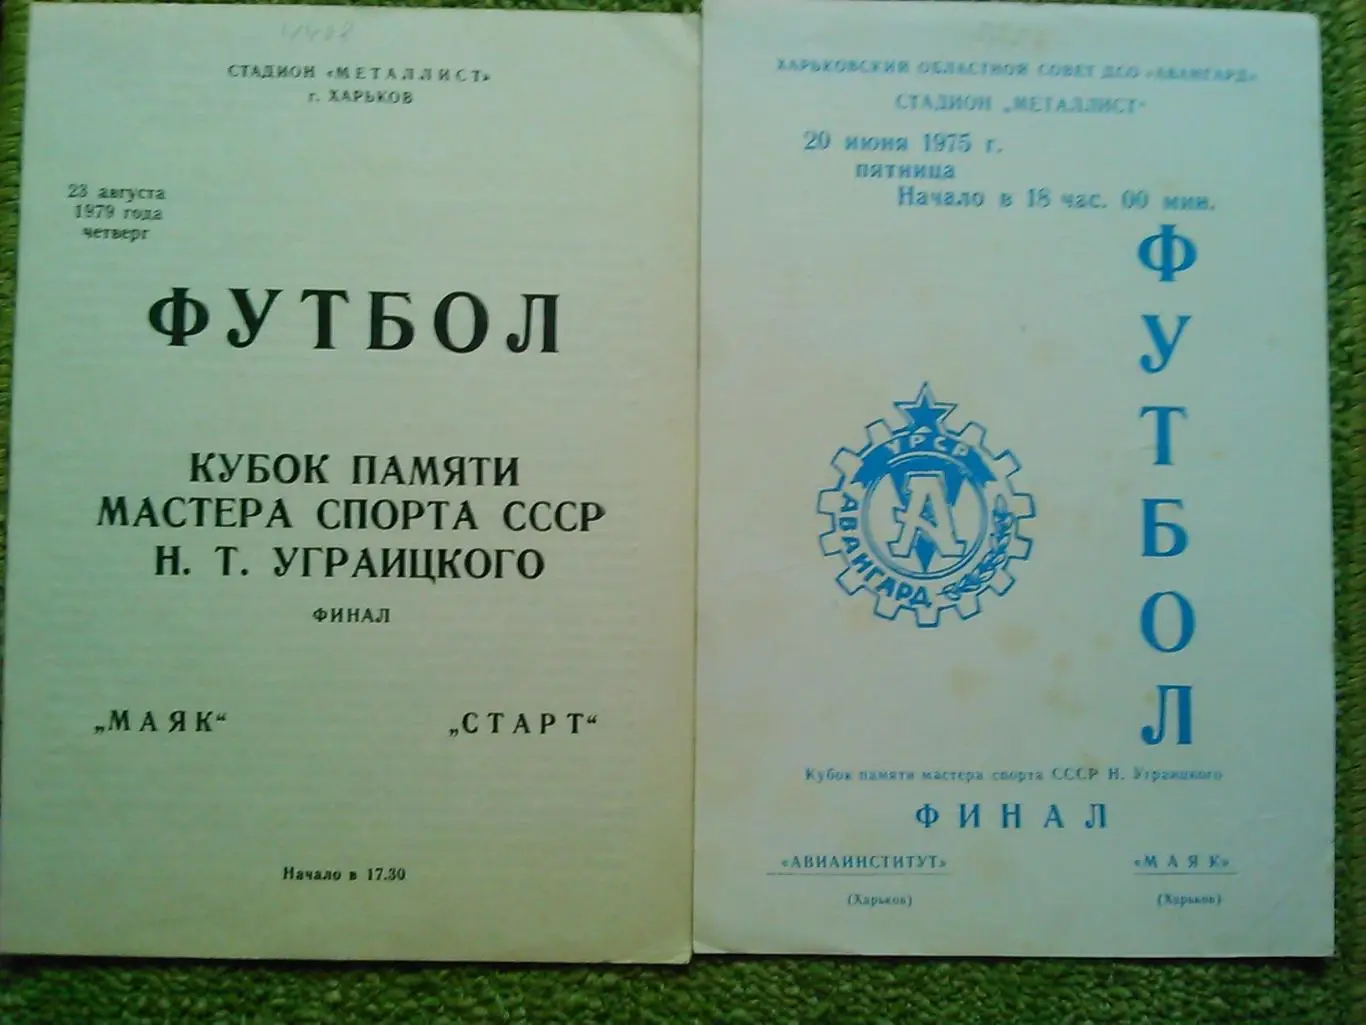 СТАДИОН «МЕТАЛЛИСТ»
г. ХАРЬКОВ
23 августа
1979 года
четверг
ФУТБОЛ
КУБОК ПАМЯТИ
МАСТЕРА СПОРТА СССР
Н. Т. УГРАИЦКОГО
ФИНАЛ
„МАЯК“ „СТАРТ“
Начало в 17.30
ХАРЬКОВСКИЙ ОБЛАСТНОЙ СОВЕТ ДСО «АВАНГАРД»
СТАДИОН „МЕТАЛЛИСТ“
20 июня 1975 г.
пятница
Начало в 18 час. 00 мин.
ФУТБОЛ
УРСР
А
АВАНГАРД
Кубок памяти мастера спорта СССР Н. Уграицкого
ФИНАЛ
«АВИАИНСТИТУТ» «МАЯК»
(Харьков) (Харьков)